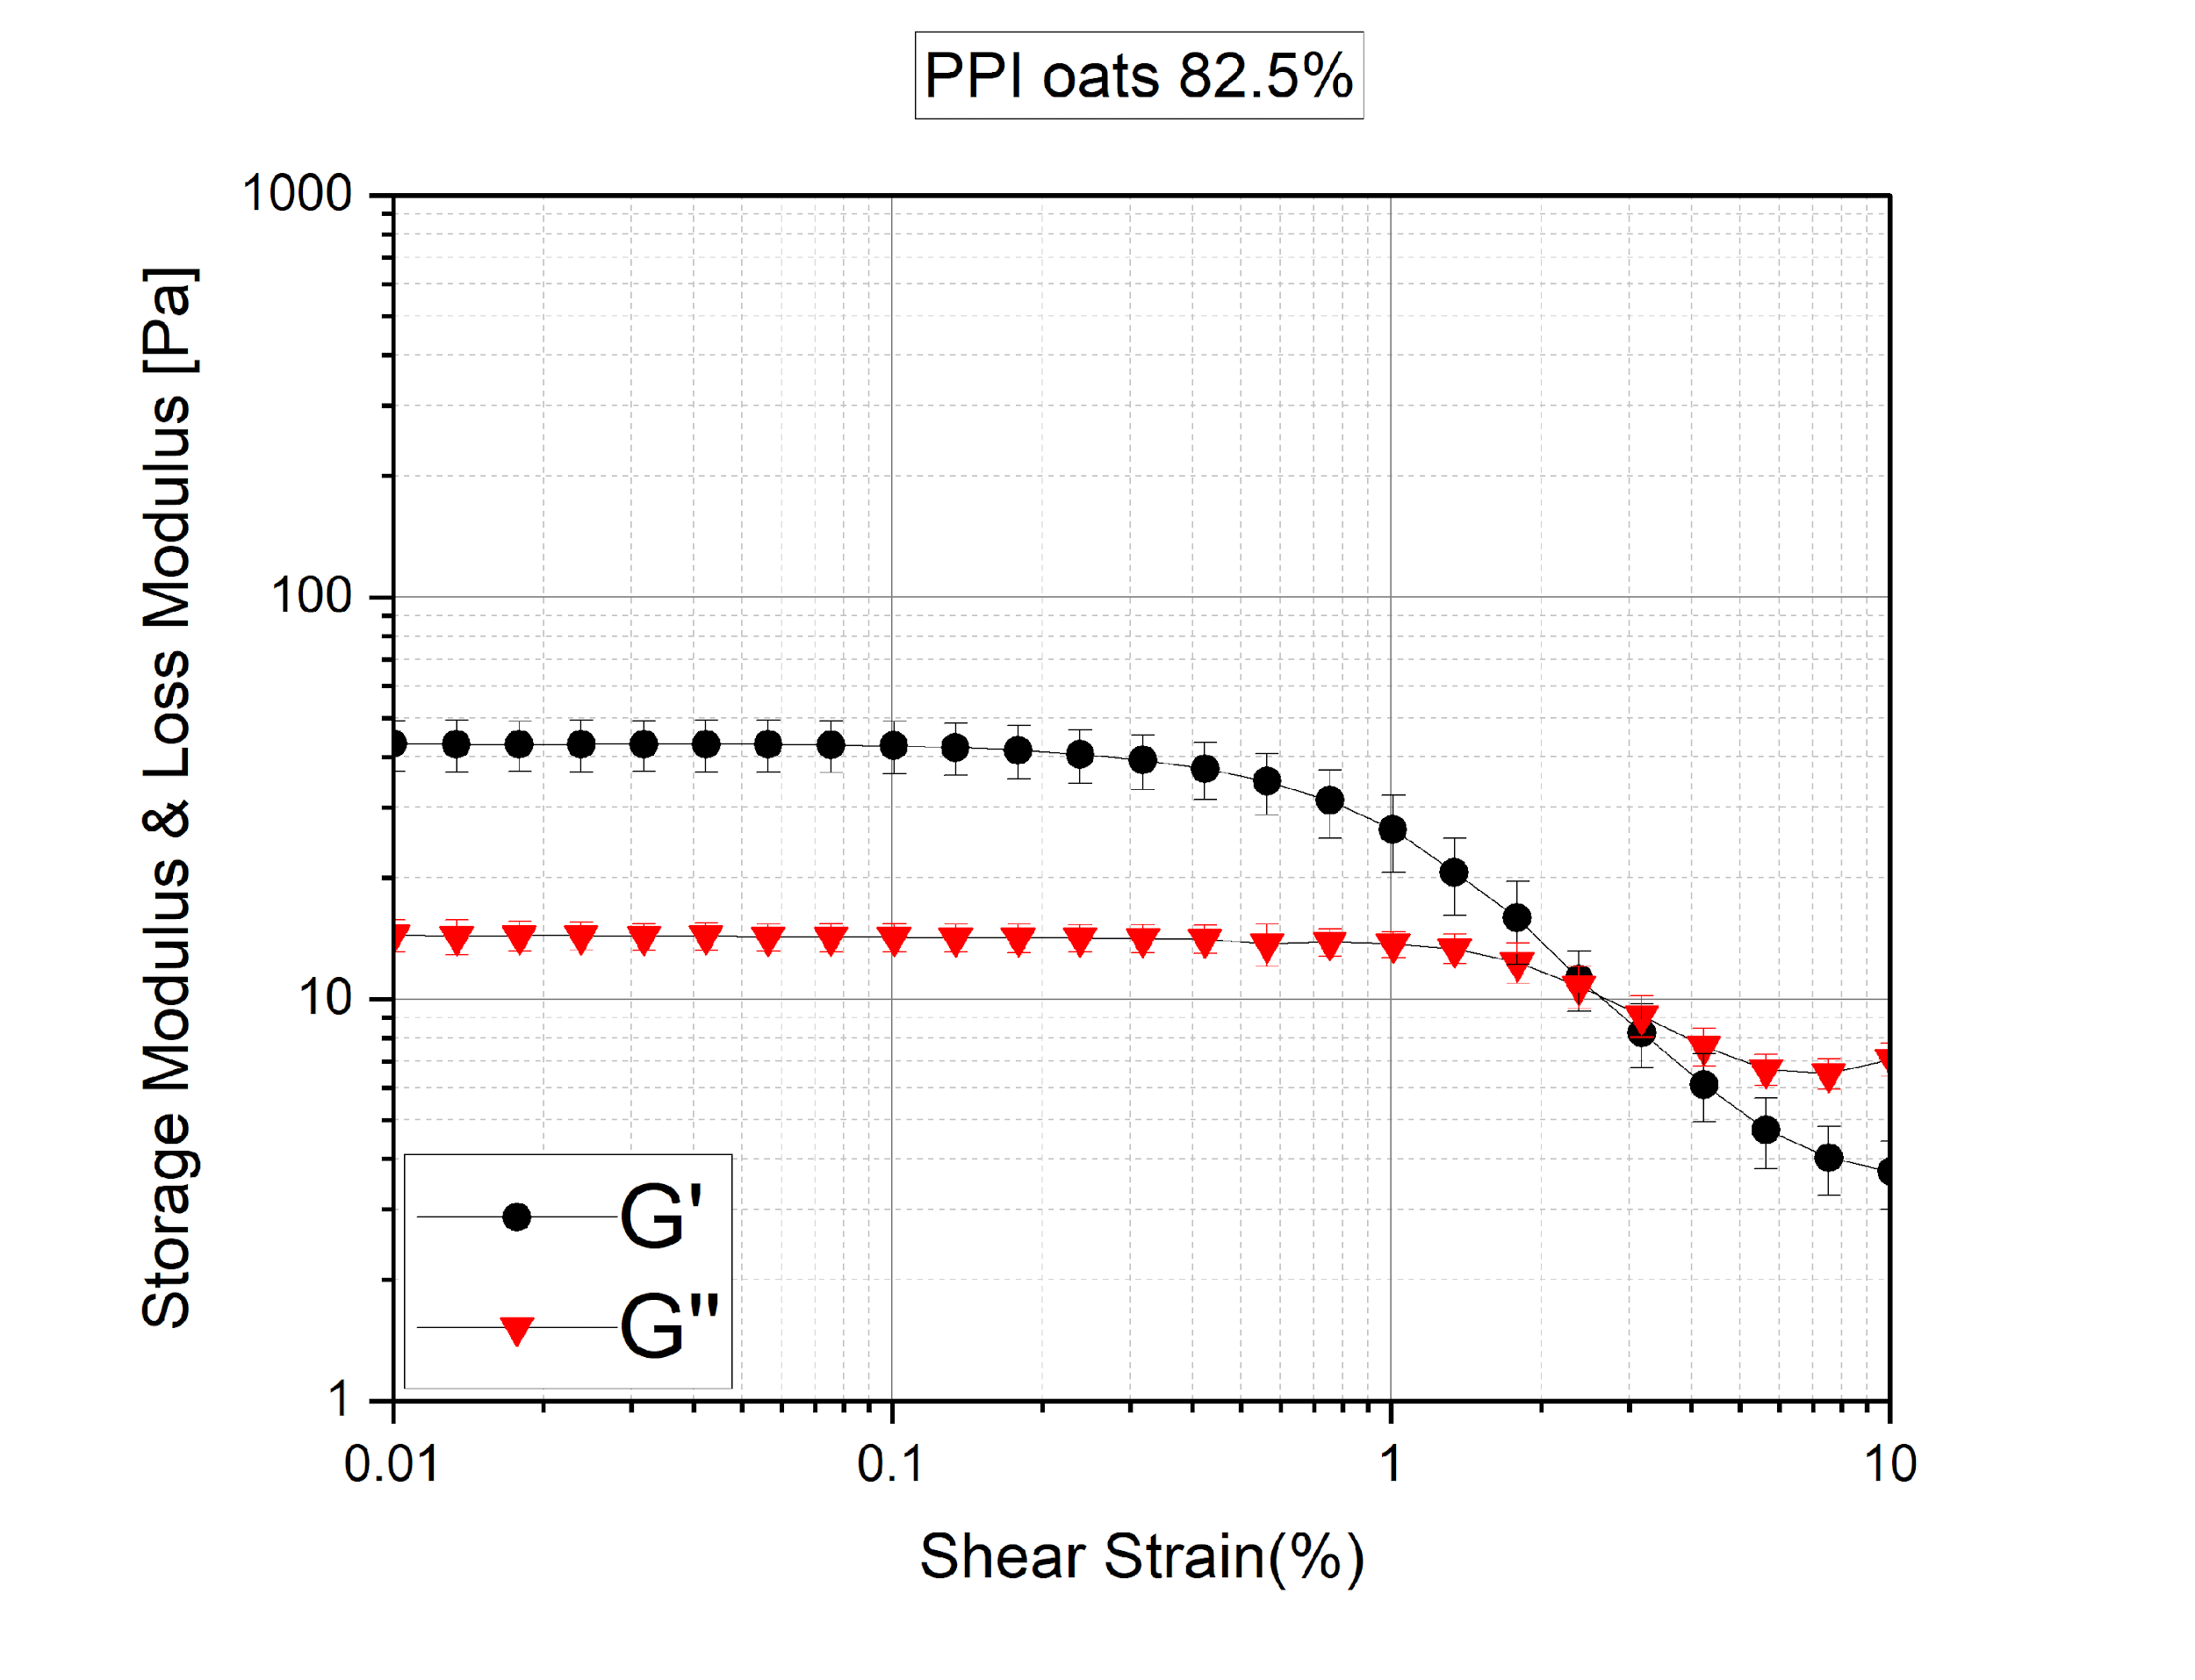 PPI oats 82.5%
Storage Modulus & Loss Modulus [Pa]
1000
100
10
1
G'
G"
0.01
0.1
1
10
Shear Strain(%)